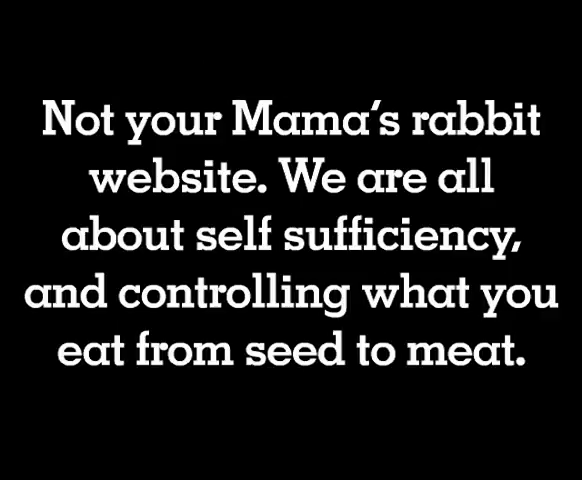 Not your Mama's rabbit
website. We are all
about self sufficiency,
and controlling what you
eat from seed to meat.